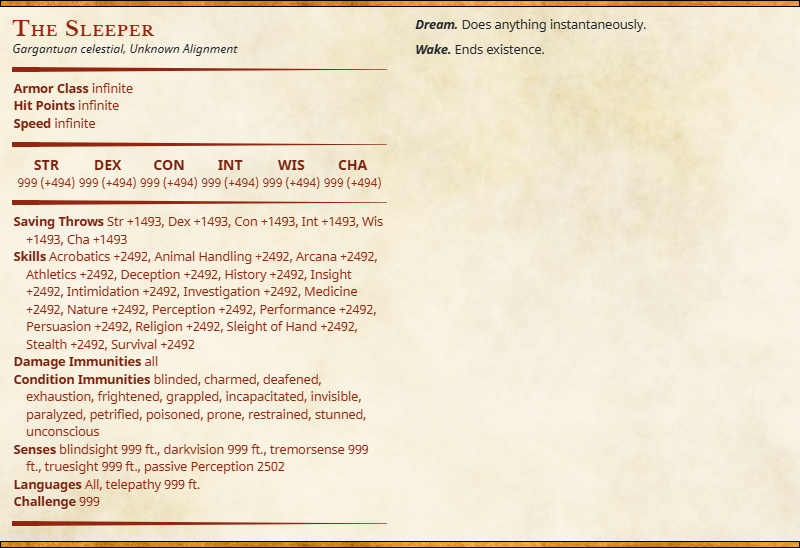 The Sleeper
Gargantuan celestial, Unknown Alignment
Armor Class infinite
Hit Points infinite
Speed infinite
STR DEX CON INT WIS CHA
999 (+494) 999 (+494) 999 (+494) 999 (+494) 999 (+494) 999 (+494)
Saving Throws Str +1493, Dex +1493, Con +1493, Int +1493, Wis
+1493, Cha +1493
Skills Acrobatics +2492, Animal Handling +2492, Arcana +2492,
Athletics +2492, Deception +2492, History +2492, Insight
+2492, Intimidation +2492, Investigation +2492, Medicine
+2492, Nature +2492, Perception +2492, Performance +2492,
Persuasion +2492, Religion +2492, Sleight of Hand +2492,
Stealth +2492, Survival +2492
Damage Immunities all
Condition Immunities blinded, charmed, deafened,
exhaustion, frightened, grappled, incapacitated, invisible,
paralyzed, petrified, poisoned, prone, restrained, stunned,
unconscious
Senses blindsight 999 ft., darkvision 999 ft., tremorsense 999
ft., truesight 999 ft., passive Perception 2502
Languages All, telepathy 999 ft.
Challenge 999
Dream. Does anything instantaneously.
Wake. Ends existence.